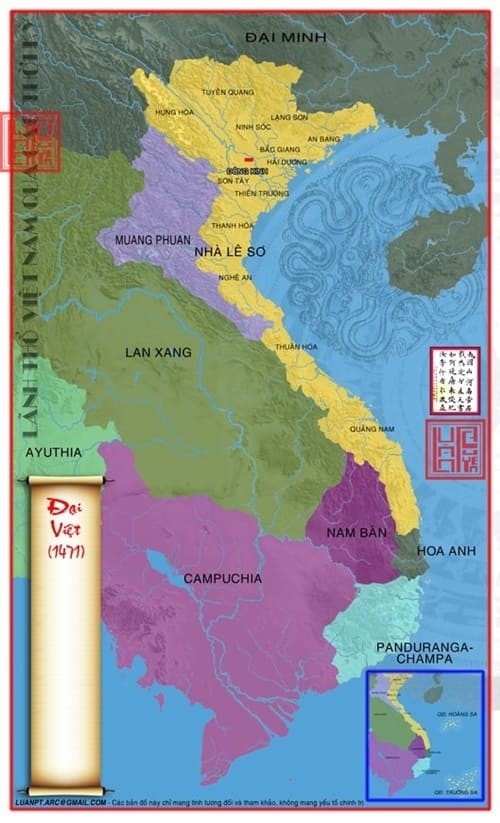 ĐẠI MINH
TUYÊN QUANG
HƯNG HÓA
LẠNG SƠN
NINH SÓC
AN BANG
BẮC GIANG
HẢI DƯƠNG
ĐÔNG KINH
SƠN TÂY
THIÊN TRƯỜNG
THANH HÓA
MUANG PHUAN
NHÀ LÊ SƠ
NGHỆ AN
THUẬN HÓA
LAN XANG
QUẢNG NAM
AYUTHIA
Đại
Việt
(1471)
NAM BÀN
HOA ANH
CAMPUCHIA
PANDURANGA-
CHAMPA
QĐ. HOÀNG SA
QĐ. TRƯỜNG SA
LÃNH THỔ VIỆT NAM QUA
LUANPT.ARC@GMAIL.COM - Các bản đồ này chỉ mang tính tượng đối và tham khảo, không mang yếu tố chính trị